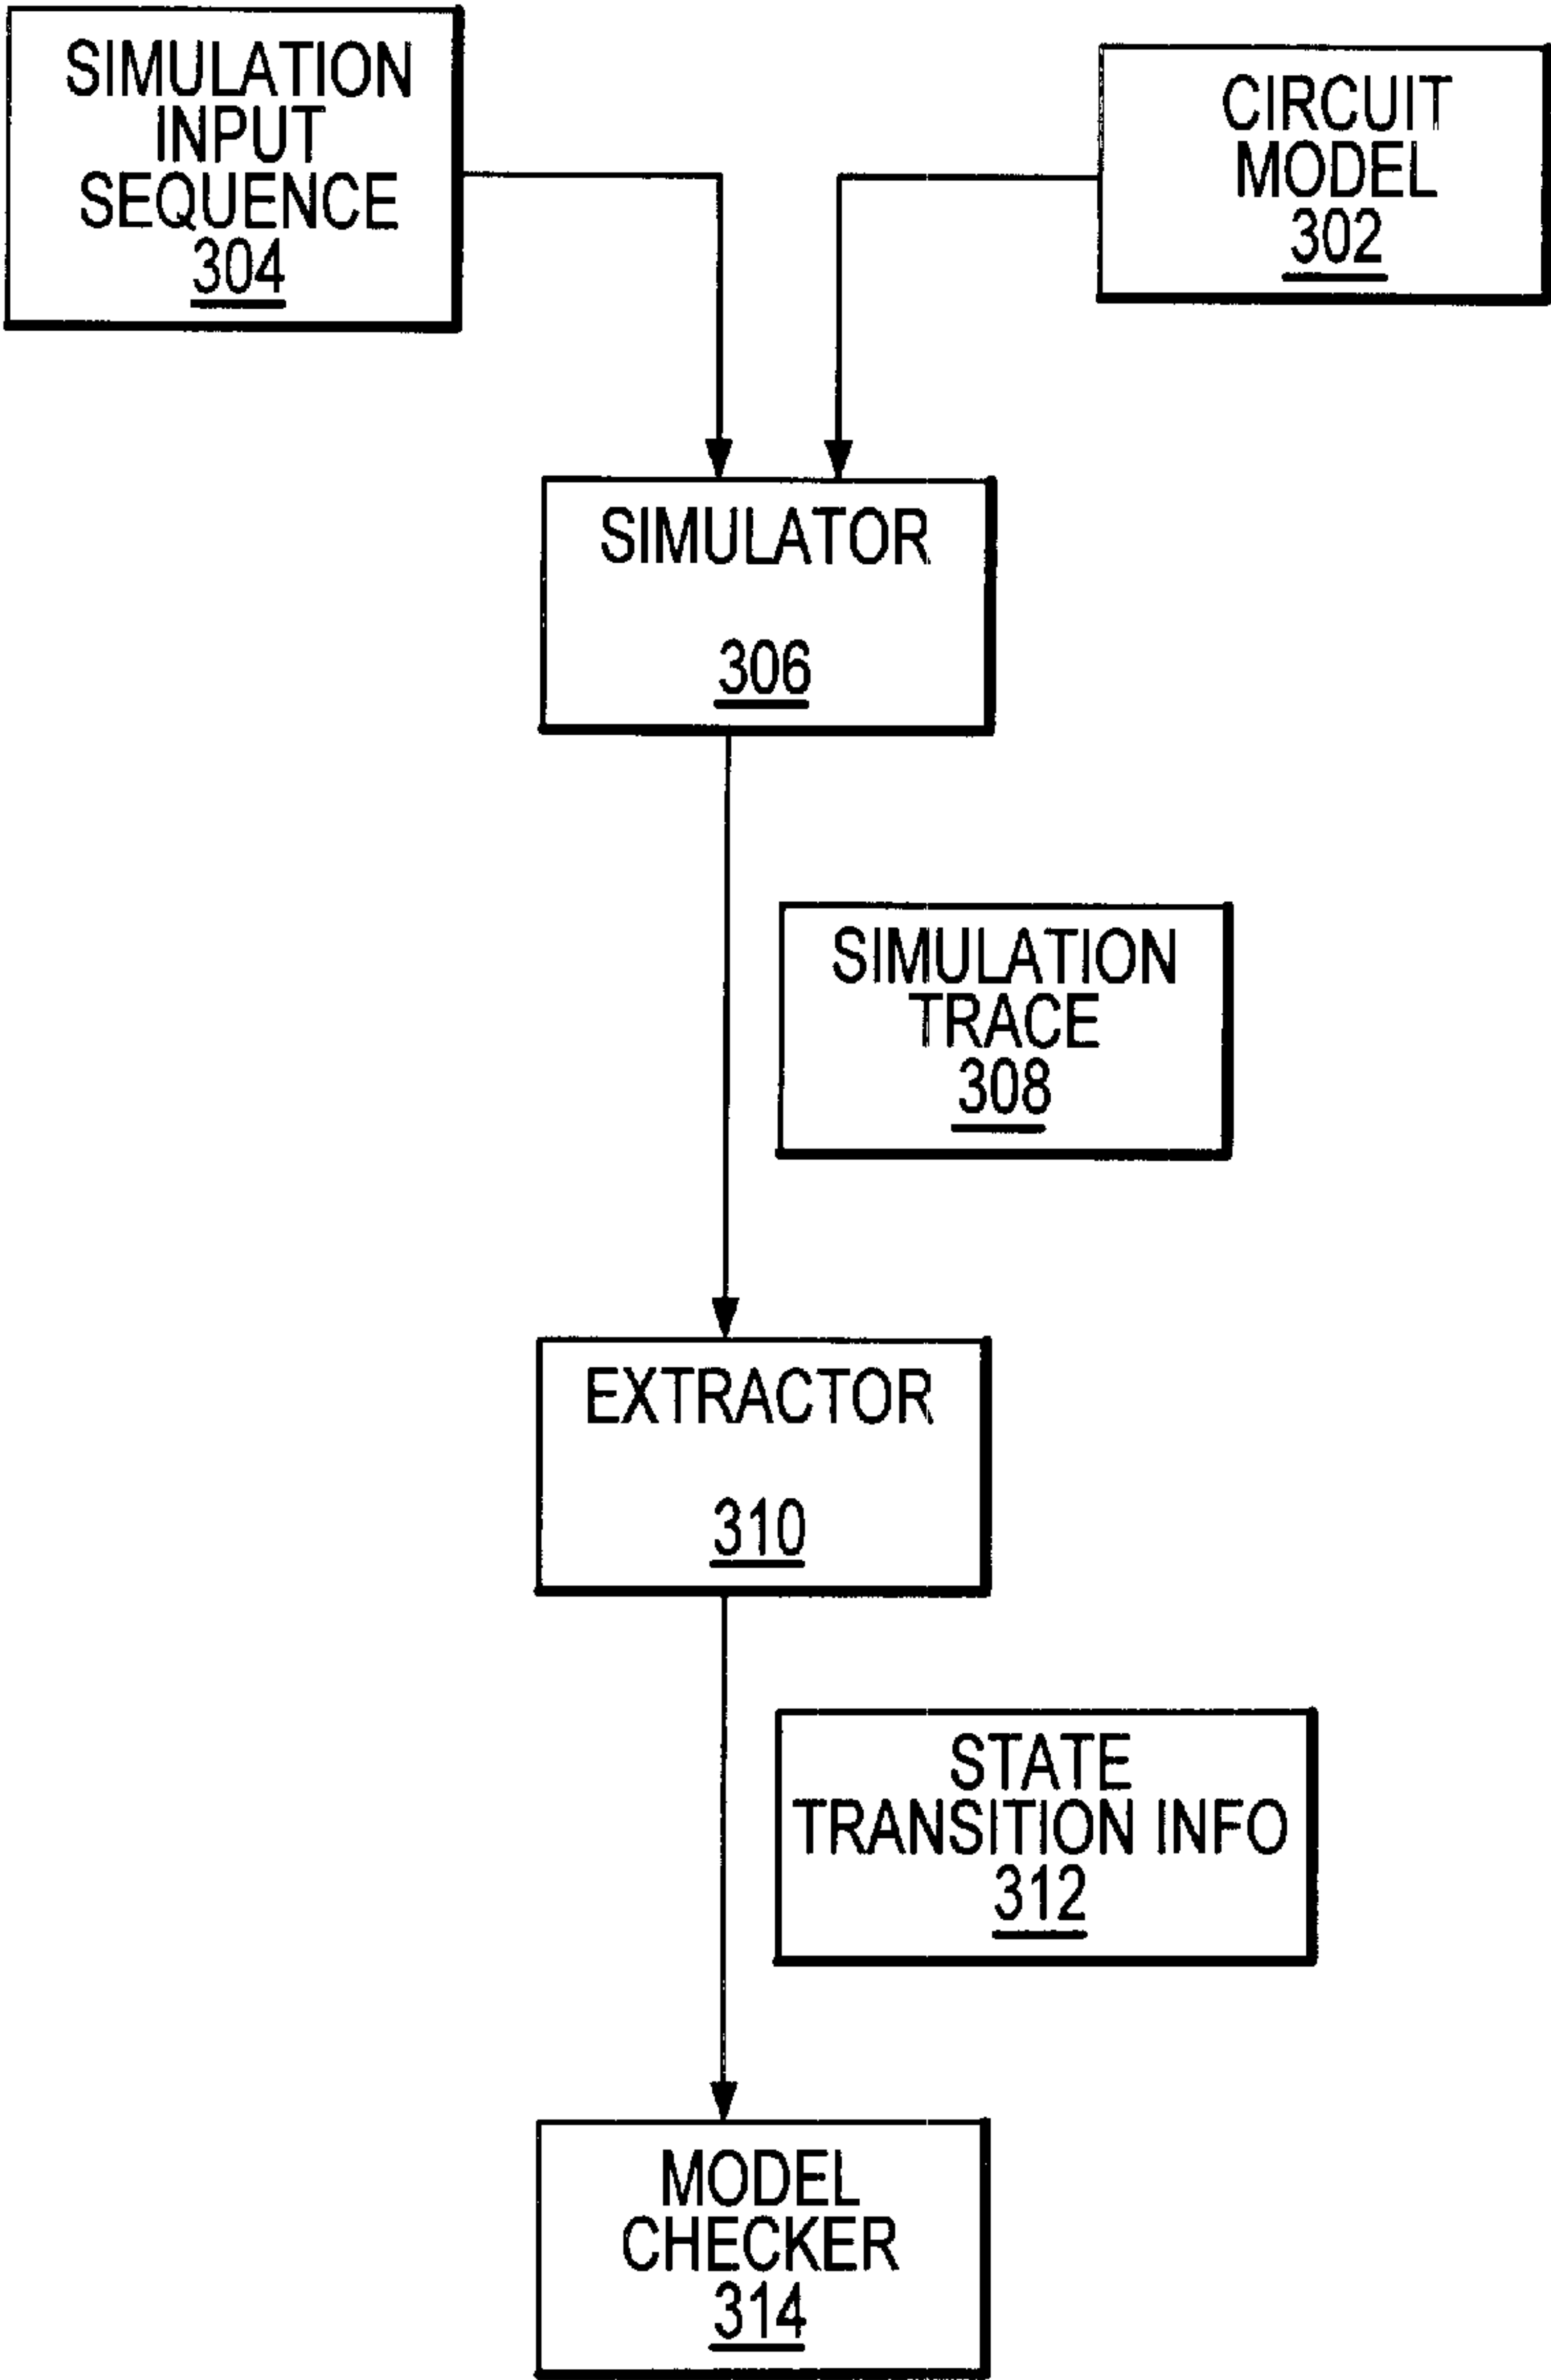 SIMULATION
INPUT
SEQUENCE
304
CIRCUIT
MODEL
302
SIMULATOR
306
SIMULATION
TRACE
308
EXTRACTOR
310
STATE
TRANSITION INFO
312
MODEL
CHECKER
314